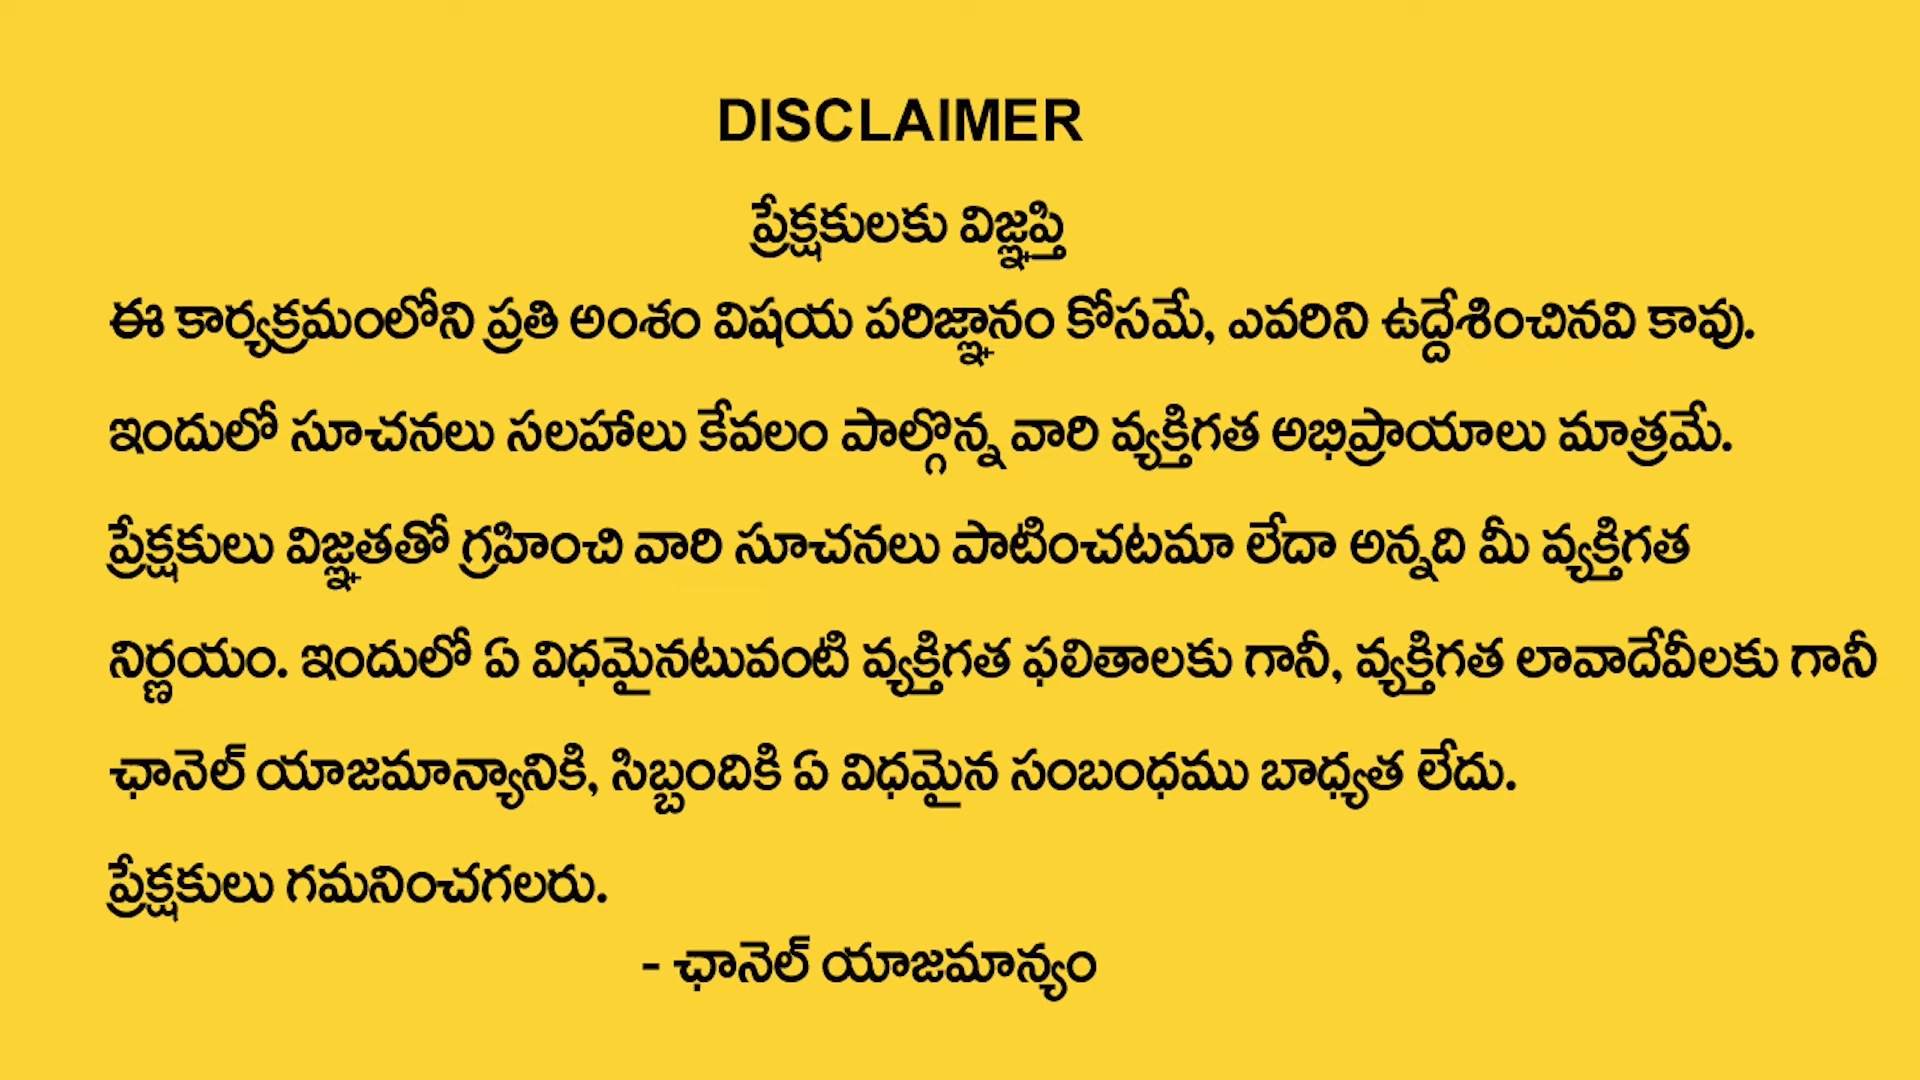 DISCLAIMER
ప్రేక్షకులకు విజ్ఞప్తి
ఈ కార్యక్రమంలోని ప్రతి అంశం విషయ పరిజ్ఞానం కోసమే, ఎవరిని ఉద్దేశించినవి కావు.
ఇందులో సూచనలు సలహాలు కేవలం పాల్గొన్న వారి వ్యక్తిగత అభిప్రాయాలు మాత్రమే.
ప్రేక్షకులు విజ్ఞతతో గ్రహించి వారి సూచనలు పాటించటమా లేదా అన్నది మీ వ్యక్తిగత
నిర్ణయం. ఇందులో ఏ విధమైనటువంటి వ్యక్తిగత ఫలితాలకు గానీ, వ్యక్తిగత లావాదేవీలకు గానీ
ఛానెల్ యాజమాన్యానికి, సిబ్బందికి ఏ విధమైన సంబంధము బాధ్యత లేదు.
ప్రేక్షకులు గమనించగలరు.
- ఛానెల్ యాజమాన్యం